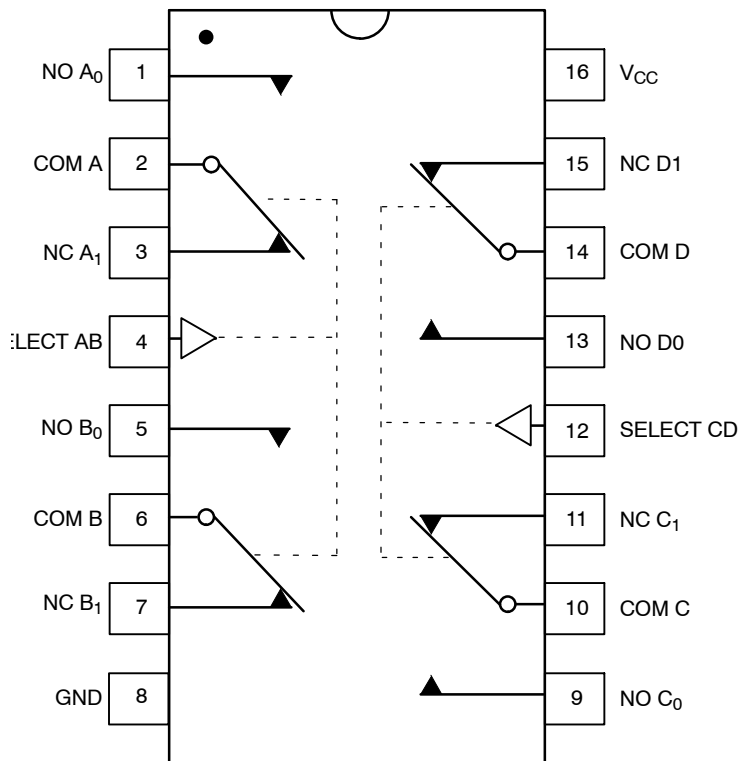 NO A₀ 1
COM A 2
NC A₁ 3
ELECT AB 4
NO B₀ 5
COM B 6
NC B₁ 7
GND 8
16 V_CC
15 NC D1
14 COM D
13 NO D0
12 SELECT CD
11 NC C₁
10 COM C
9 NO C₀